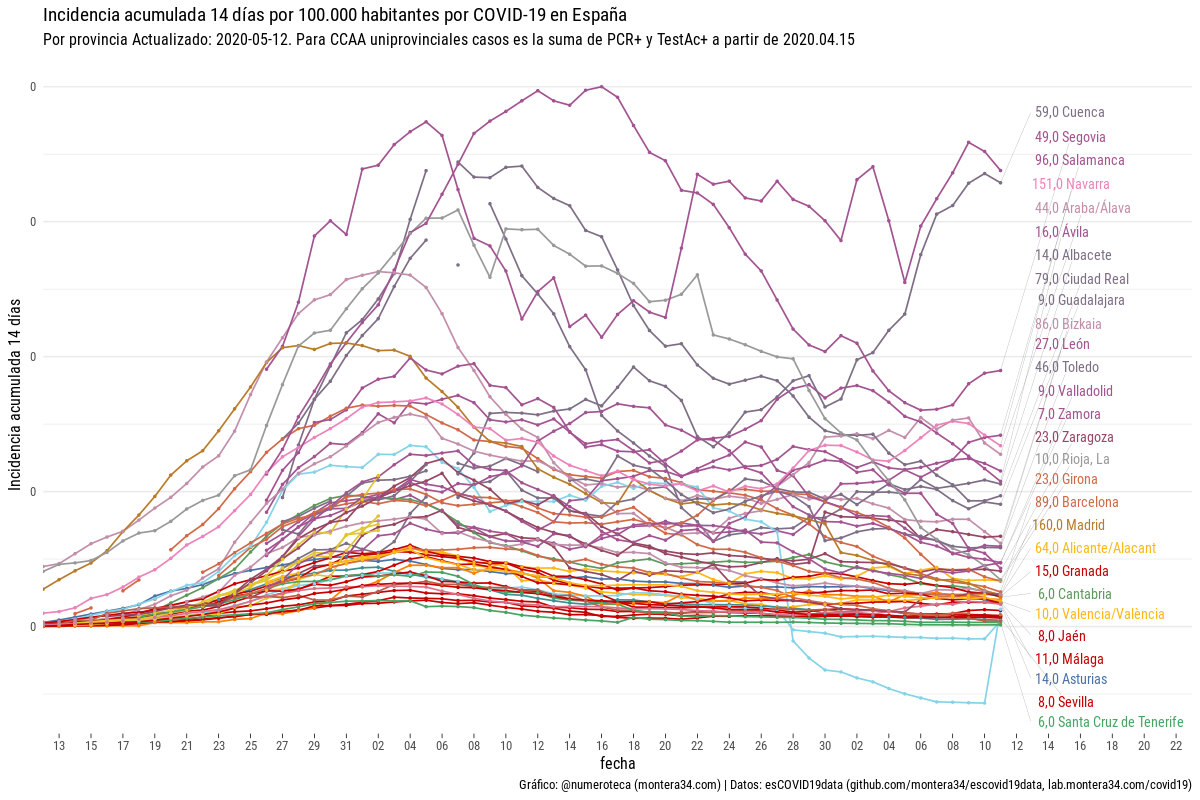 Incidencia acumulada 14 días por 100.000 habitantes por COVID-19 en España
Por provincia Actualizado: 2020-05-12. Para CCAA uniprovinciales casos es la suma de PCR+ y TestAc+ a partir de 2020.04.15
Incidencia acumulada 14 días
0
0
0
0
0
59,0 Cuenca
49,0 Segovia
96,0 Salamanca
151,0 Navarra
44,0 Araba/Álava
16,0 Ávila
14,0 Albacete
79,0 Ciudad Real
9,0 Guadalajara
86,0 Bizkaia
27,0 León
46,0 Toledo
9,0 Valladolid
7,0 Zamora
23,0 Zaragoza
10,0 Rioja, La
23,0 Girona
89,0 Barcelona
160,0 Madrid
64,0 Alicante/Alacant
15,0 Granada
6,0 Cantabria
10,0 Valencia/València
8,0 Jaén
11,0 Málaga
14,0 Asturias
8,0 Sevilla
6,0 Santa Cruz de Tenerife
13 15 17 19 21 23 25 27 29 31 02 04 06 08 10 12 14 16 18 20 22 24 26 28 30 02 04 06 08 10 12 14 16 18 20 22
fecha
Gráfico: @numeroteca (montera34.com) | Datos: esCOVID19data (github.com/montera34/escovid19data, lab.montera34.com/covid19)